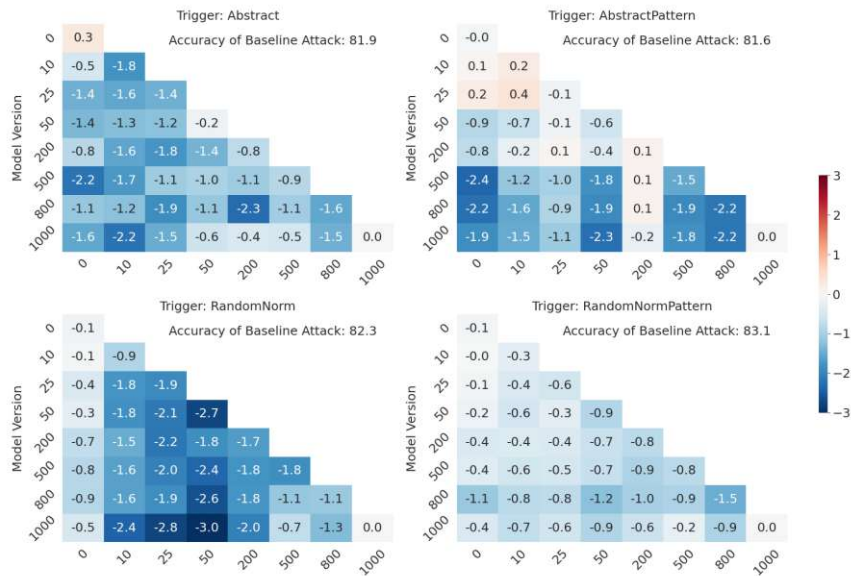 Trigger: Abstract
Accuracy of Baseline Attack: 81.9
Model Version
0 0.3
10 -0.5 -1.8
25 -1.4 -1.6 -1.4
50 -1.4 -1.3 -1.2 -0.2
200 -0.8 -1.6 -1.8 -1.4 -0.8
500 -2.2 -1.7 -1.1 -1.0 -1.1 -0.9
800 -1.1 -1.2 -1.9 -1.1 -2.3 -1.1 -1.6
1000 -1.6 -2.2 -1.5 -0.6 -0.4 -0.5 -1.5 0.0
0 10 25 50 200 500 800 1000
Trigger: AbstractPattern
Accuracy of Baseline Attack: 81.6
Model Version
0 -0.0
10 0.1 0.2
25 0.2 0.4 -0.1
50 -0.9 -0.7 -0.1 -0.6
200 -0.8 -0.2 0.1 -0.4 0.1
500 -2.4 -1.2 -1.0 -1.8 0.1 -1.5
800 -2.2 -1.6 -0.9 -1.9 0.1 -1.9 -2.2
1000 -1.9 -1.5 -1.1 -2.3 -0.2 -1.8 -2.2 0.0
0 10 25 50 200 500 800 1000
Trigger: RandomNorm
Accuracy of Baseline Attack: 82.3
Model Version
0 -0.1
10 -0.1 -0.9
25 -0.4 -1.8 -1.9
50 -0.3 -1.8 -2.1 -2.7
200 -0.7 -1.5 -2.2 -1.8 -1.7
500 -0.8 -1.6 -2.0 -2.4 -1.8 -1.8
800 -0.9 -1.6 -1.9 -2.6 -1.8 -1.1 -1.1
1000 -0.5 -2.4 -2.8 -3.0 -2.0 -0.7 -1.3 0.0
0 10 25 50 200 500 800 1000
Trigger: RandomNormPattern
Accuracy of Baseline Attack: 83.1
Model Version
0 -0.1
10 -0.0 -0.3
25 -0.1 -0.4 -0.6
50 -0.2 -0.6 -0.3 -0.9
200 -0.4 -0.4 -0.4 -0.7 -0.8
500 -0.4 -0.6 -0.5 -0.7 -0.9 -0.8
800 -1.1 -0.8 -0.8 -1.2 -1.0 -0.9 -1.5
1000 -0.4 -0.7 -0.6 -0.9 -0.6 -0.2 -0.9 0.0
0 10 25 50 200 500 800 1000
3
2
1
0
−1
−2
−3